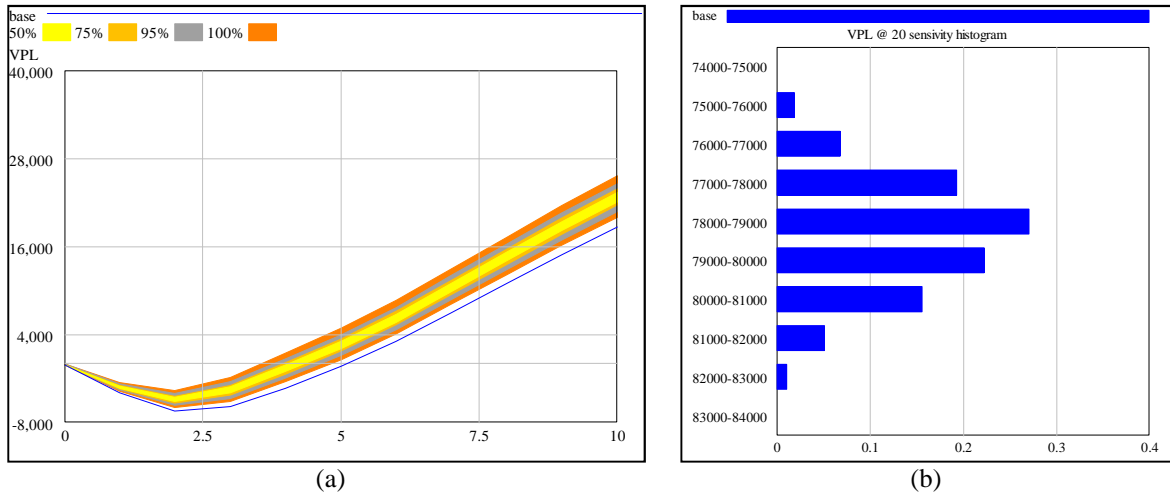 base
50% 75% 95% 100%
VPL
40,000
28,000
16,000
4,000
-8,000
0 2.5 5 7.5 10
(a)
base
VPL @ 20 sensivity histogram
74000-75000
75000-76000
76000-77000
77000-78000
78000-79000
79000-80000
80000-81000
81000-82000
82000-83000
83000-84000
0 0.1 0.2 0.3 0.4
(b)